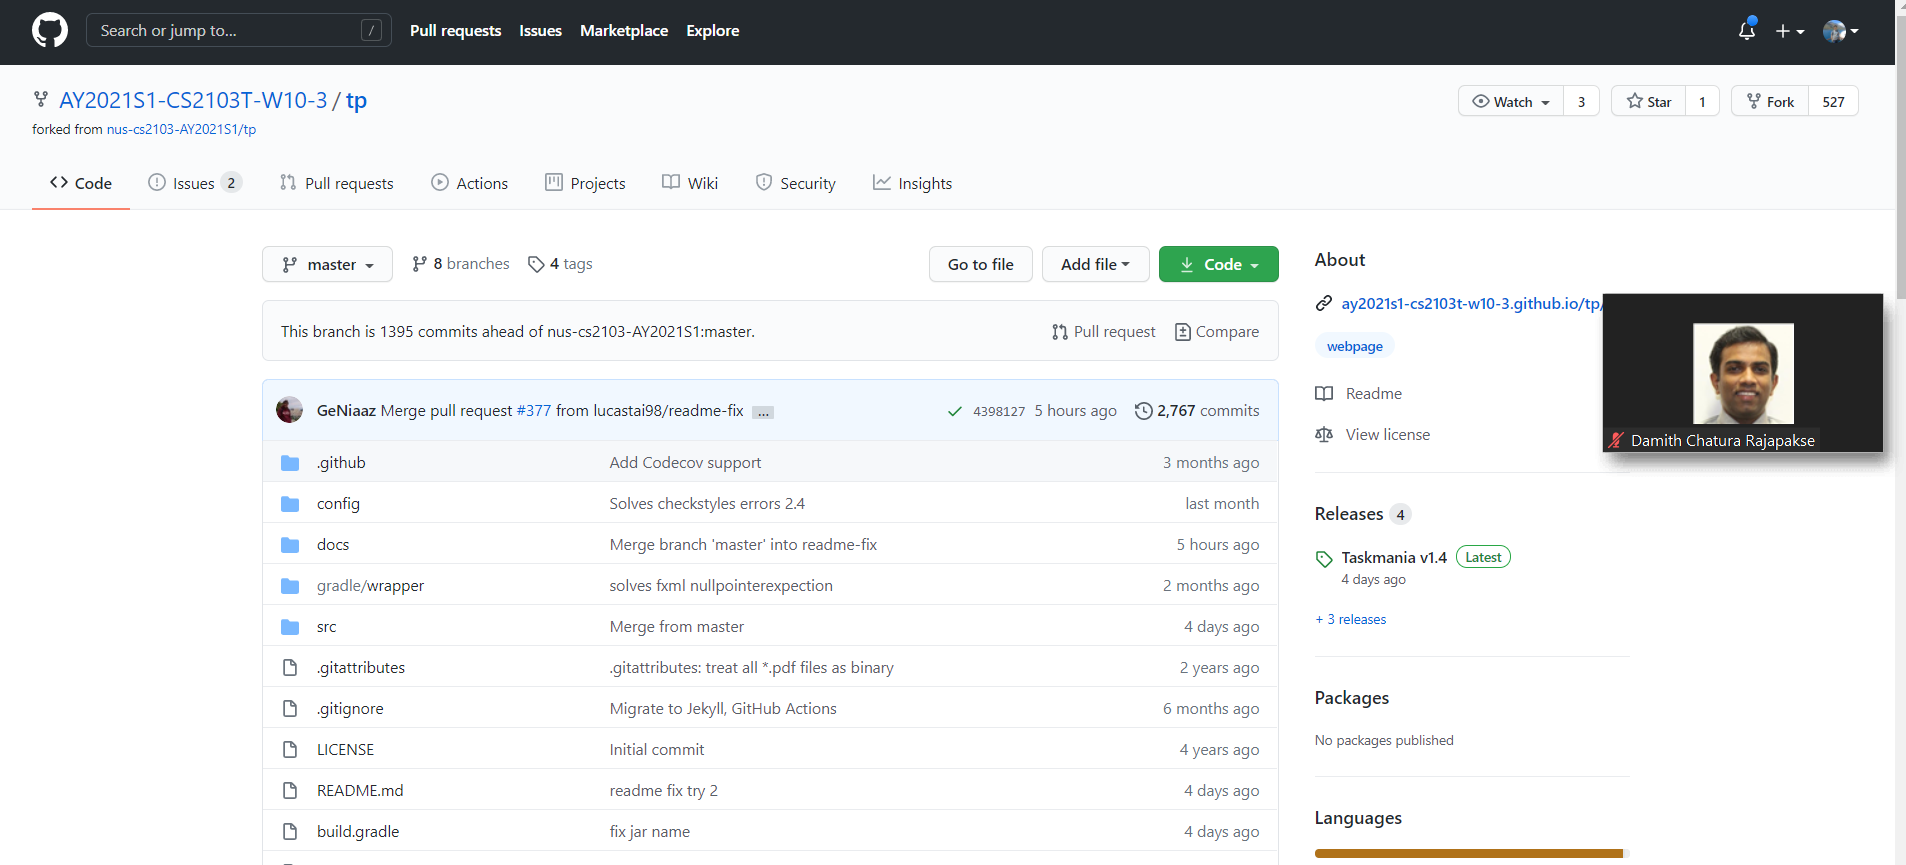 Search or jump to... /
Pull requests Issues Marketplace Explore
AY2021S1-CS2103T-W10-3 / tp
forked from nus-cs2103-AY2021S1/tp
Watch 3
Star 1
Fork 527
Code
Issues 2
Pull requests
Actions
Projects
Wiki
Security
Insights
master 8 branches 4 tags
Go to file Add file Code
This branch is 1395 commits ahead of nus-cs2103-AY2021S1:master.
Pull request Compare
GeNiaaz Merge pull request #377 from lucastai98/readme-fix ...
4398127 5 hours ago 2,767 commits
.github Add Codecov support 3 months ago
config Solves checkstyles errors 2.4 last month
docs Merge branch 'master' into readme-fix 5 hours ago
gradle/wrapper solves fxml nullpointerexpection 2 months ago
src Merge from master 4 days ago
.gitattributes .gitattributes: treat all *.pdf files as binary 2 years ago
.gitignore Migrate to Jekyll, GitHub Actions 6 months ago
LICENSE Initial commit 4 years ago
README.md readme fix try 2 4 days ago
build.gradle fix jar name 4 days ago
About
ay2021s1-cs2103t-w10-3.github.io/tp/
webpage
Readme
View license
Damith Chatura Rajapakse
Releases 4
Taskmania v1.4 Latest
4 days ago
+ 3 releases
Packages
No packages published
Languages